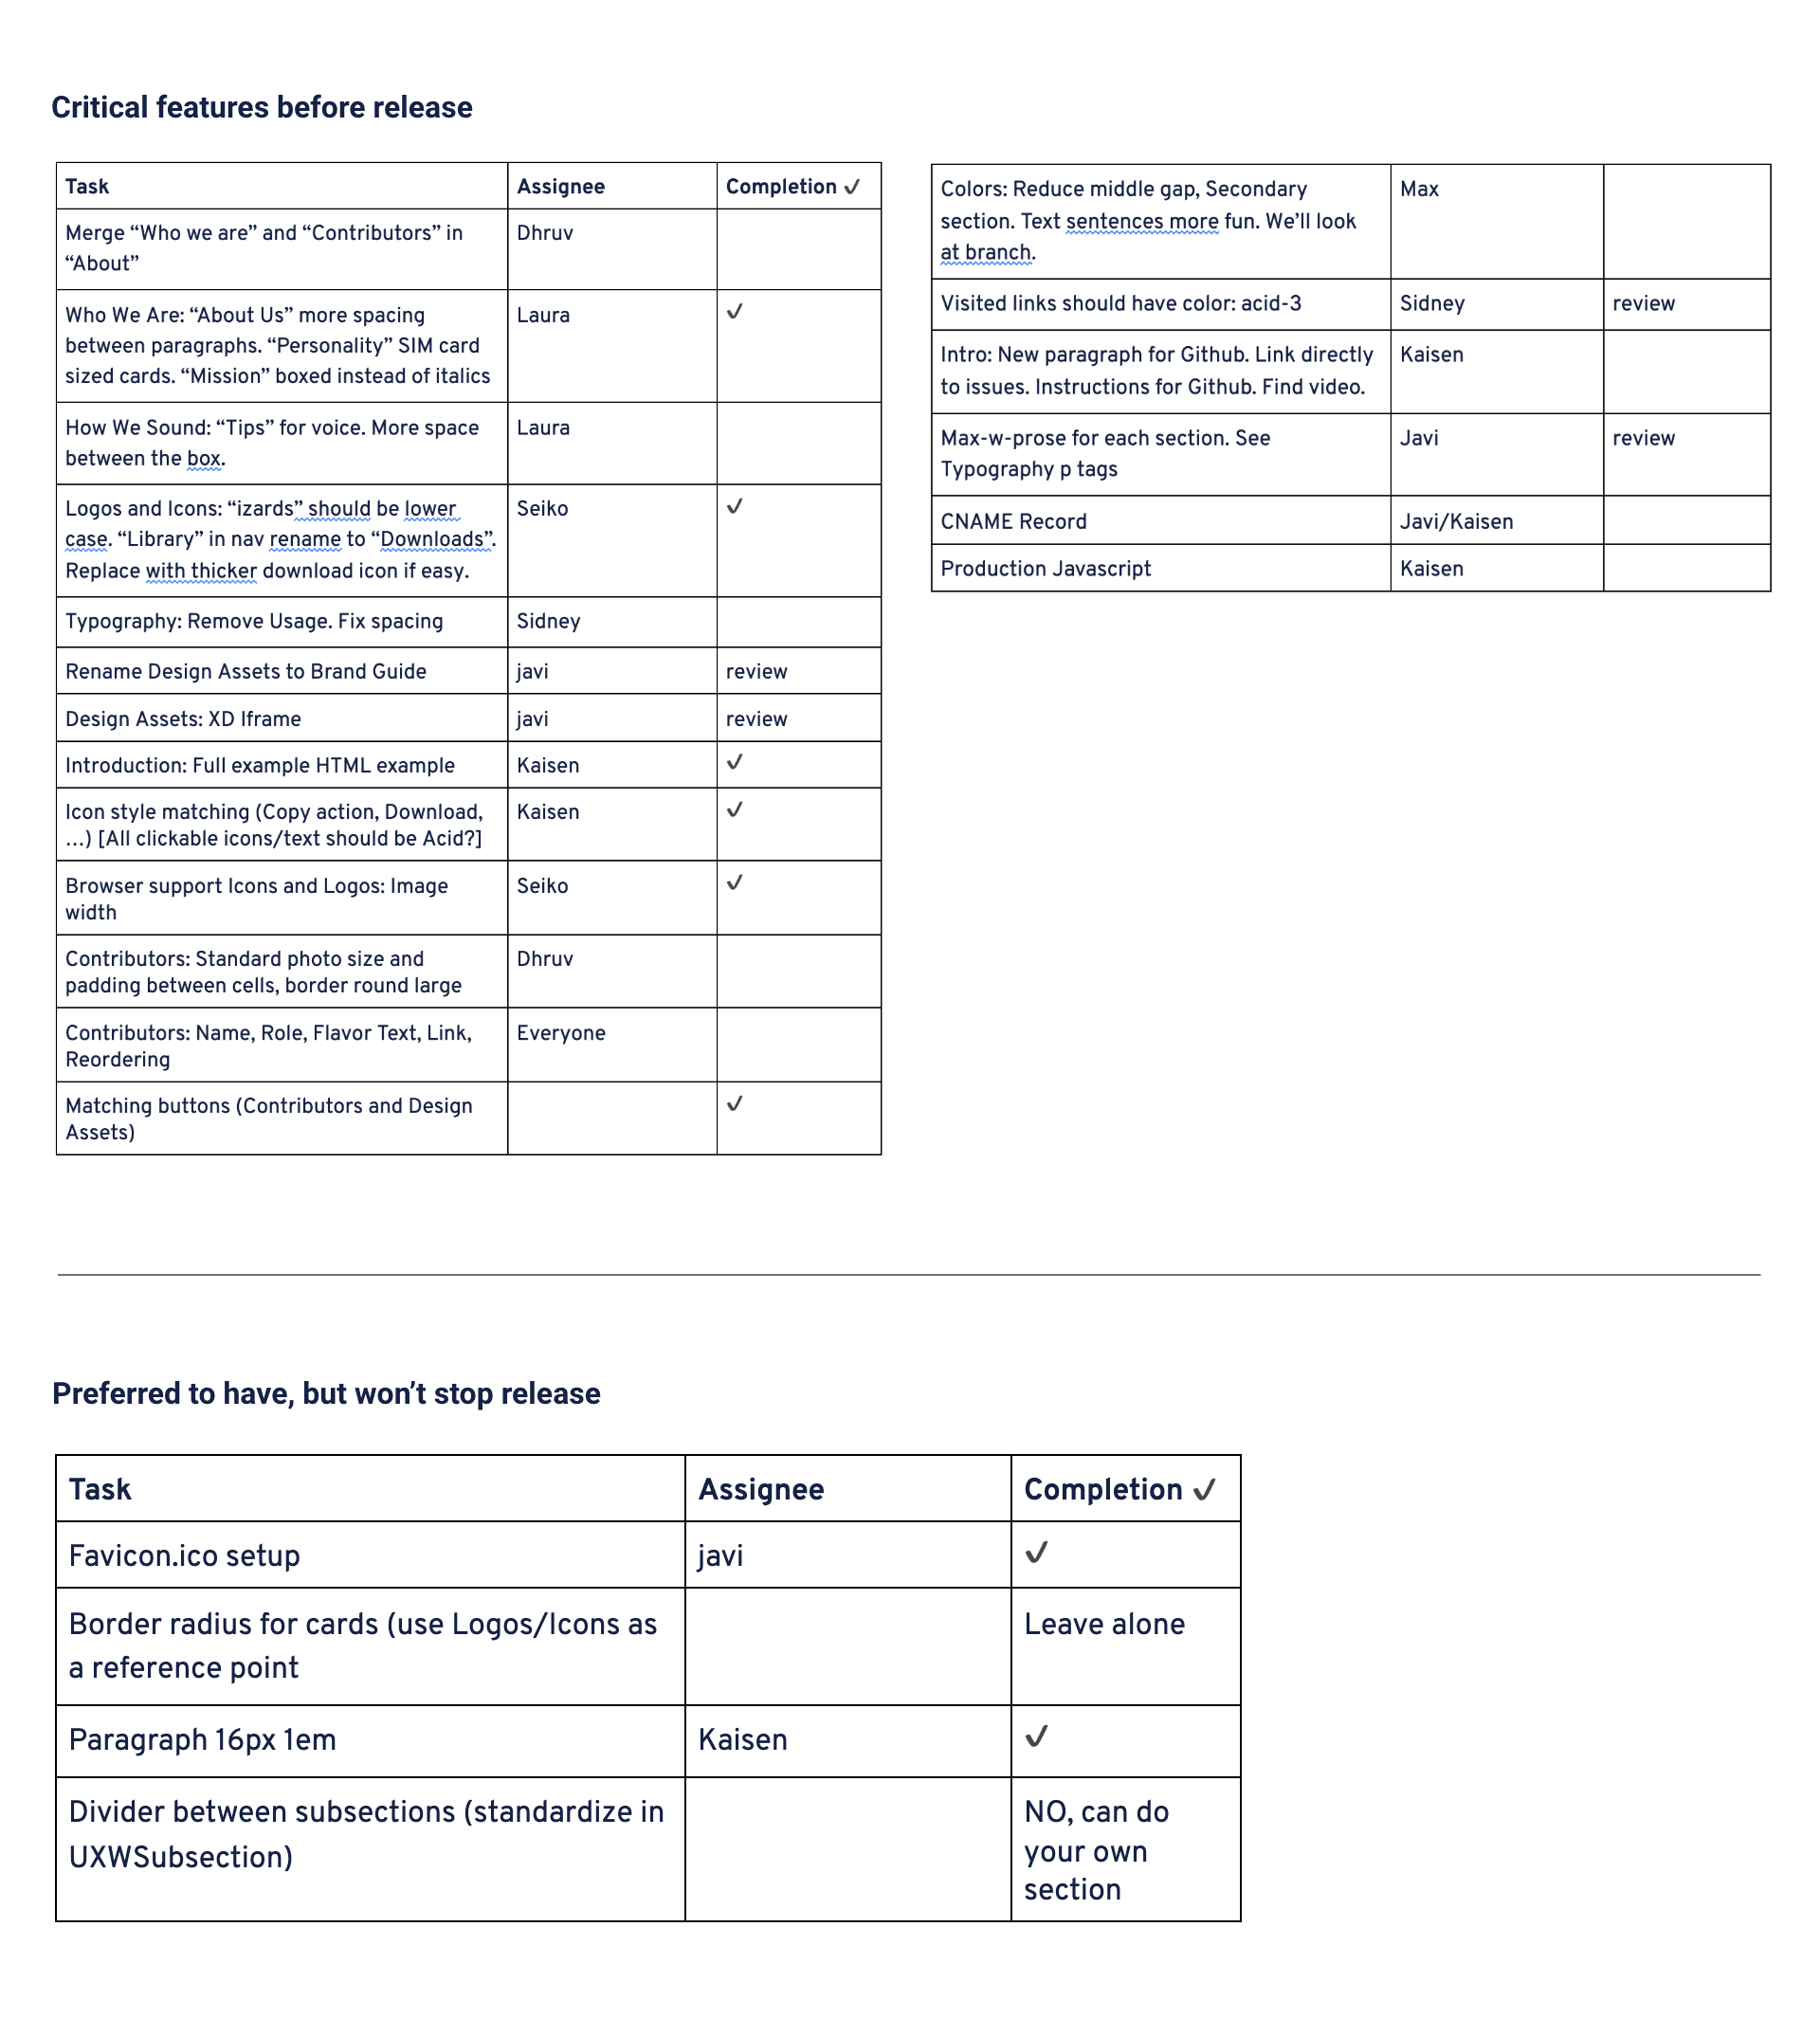 Critical features before release
Task Assignee Completion ✓
Merge “Who we are” and “Contributors” in Dhruv
“About”
Who We Are: “About Us” more spacing Laura ✓
between paragraphs. “Personality” SIM card
sized cards. “Mission” boxed instead of italics
How We Sound: “Tips” for voice. More space Laura
between the box.
Logos and Icons: “izards” should be lower Seiko ✓
case. “Library” in nav rename to “Downloads”.
Replace with thicker download icon if easy.
Typography: Remove Usage. Fix spacing Sidney
Rename Design Assets to Brand Guide javi review
Design Assets: XD Iframe javi review
Introduction: Full example HTML example Kaisen ✓
Icon style matching (Copy action, Download, Kaisen ✓
...) [All clickable icons/text should be Acid?]
Browser support Icons and Logos: Image Seiko ✓
width
Contributors: Standard photo size and Dhruv
padding between cells, border round large
Contributors: Name, Role, Flavor Text, Link, Everyone
Reordering
Matching buttons (Contributors and Design ✓
Assets)
Colors: Reduce middle gap, Secondary Max
section. Text sentences more fun. We’ll look
at branch.
Visited links should have color: acid-3 Sidney review
Intro: New paragraph for Github. Link directly Kaisen
to issues. Instructions for Github. Find video.
Max-w-prose for each section. See Javi review
Typography p tags
CNAME Record Javi/Kaisen
Production Javascript Kaisen
Preferred to have, but won’t stop release
Task Assignee Completion ✓
Favicon.ico setup javi ✓
Border radius for cards (use Logos/Icons as Leave alone
a reference point
Paragraph 16px 1em Kaisen ✓
Divider between subsections (standardize in NO, can do
UXWSubsection) your own
section